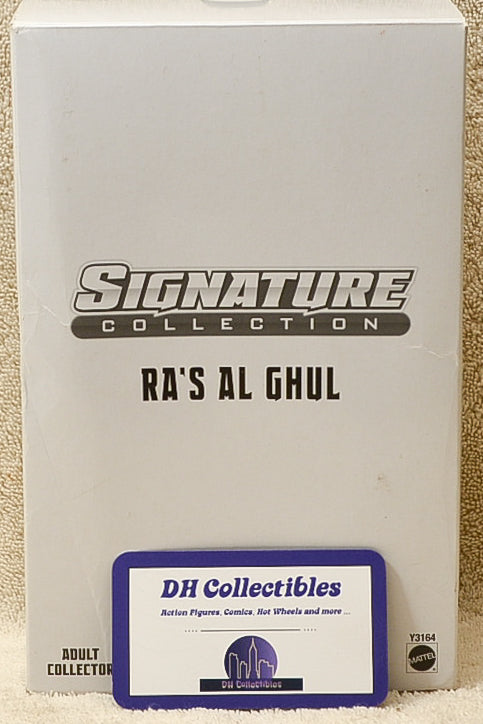 SIGNATURE
COLLECTION
RA'S AL GHUL
DH Collectibles
Action Figures, Comics, Hot Wheels and more ...
DH Collectibles
ADULT
COLLECTOR
Y3164
MATTEL